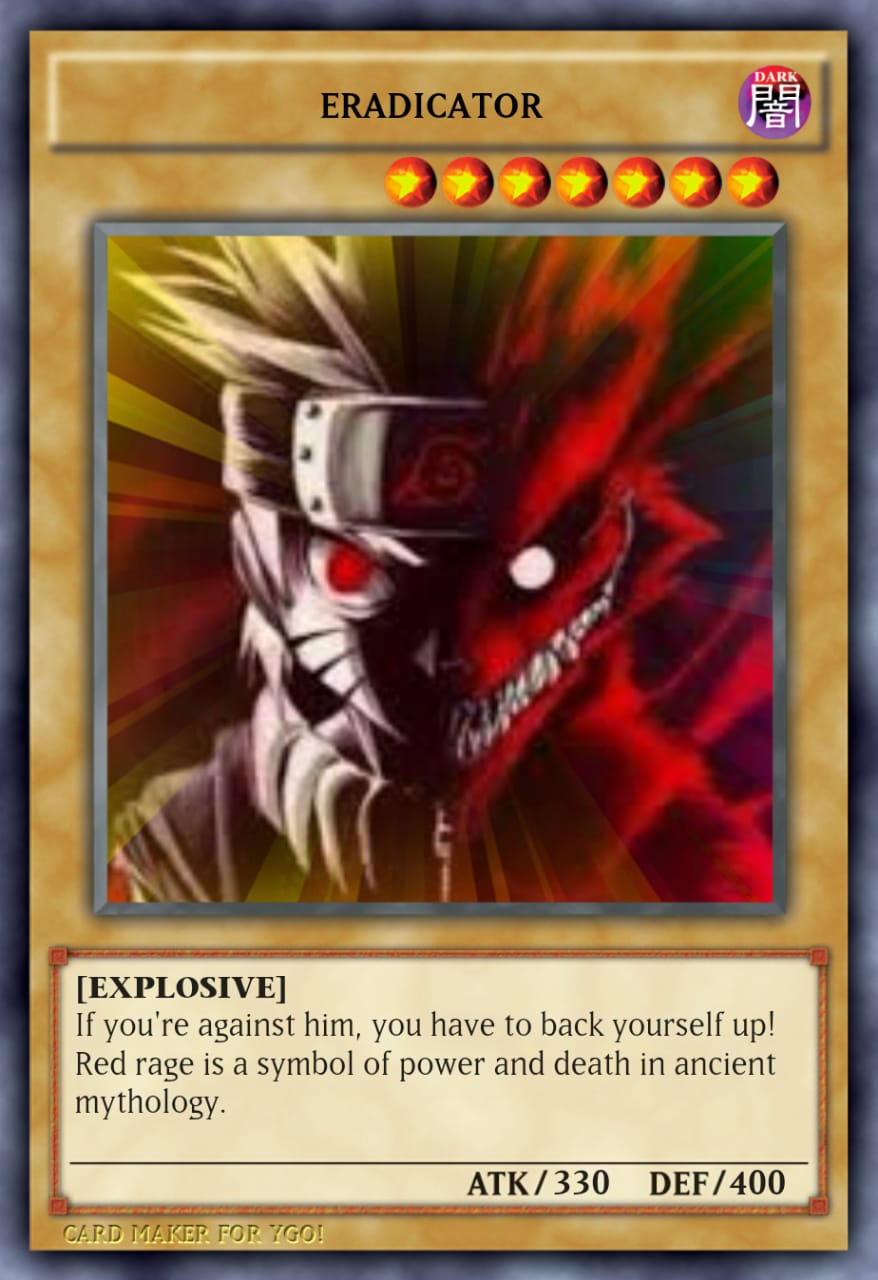 ERADICATOR
DARK
闇
[EXPLOSIVE]
If you're against him, you have to back yourself up!
Red rage is a symbol of power and death in ancient
mythology.
ATK/330 DEF/400
CARD MAKER FOR YGO!